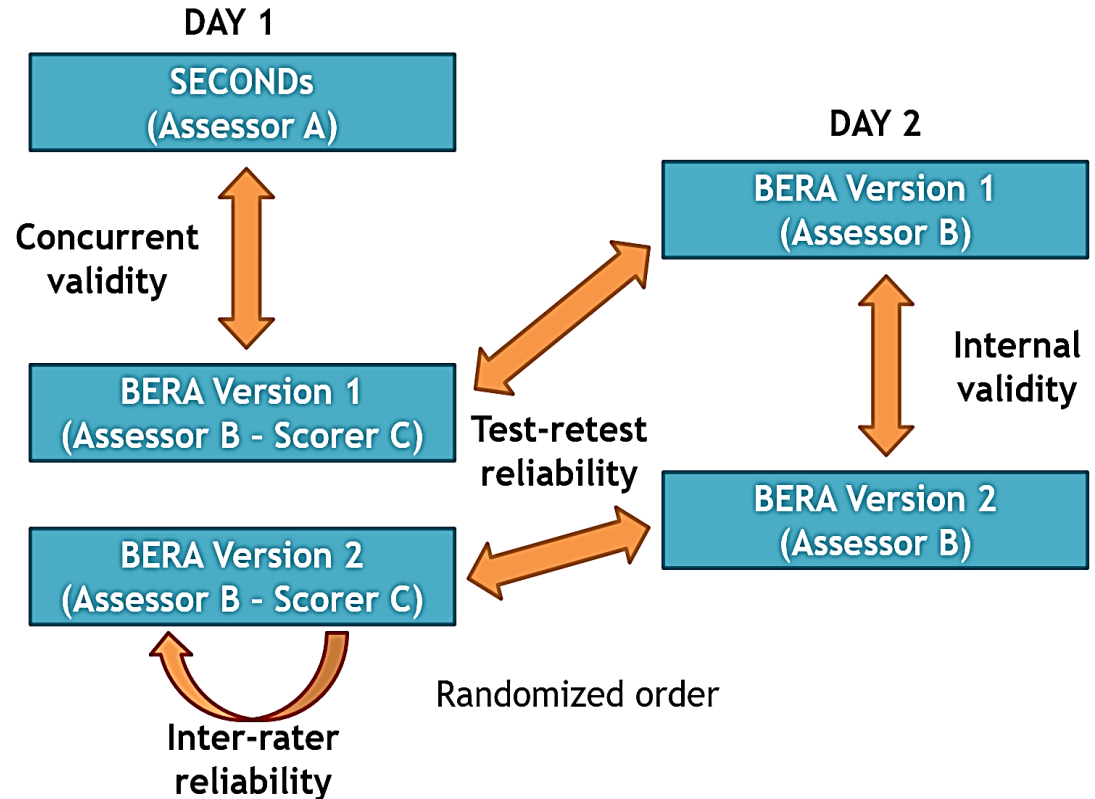 DAY 1
SECONDs
(Assessor A)
DAY 2
BERA Version 1
(Assessor B)
Concurrent
validity
Internal
validity
BERA Version 1
(Assessor B – Scorer C)
Test-retest
reliability
BERA Version 2
(Assessor B)
BERA Version 2
(Assessor B – Scorer C)
Randomized order
Inter-rater
reliability